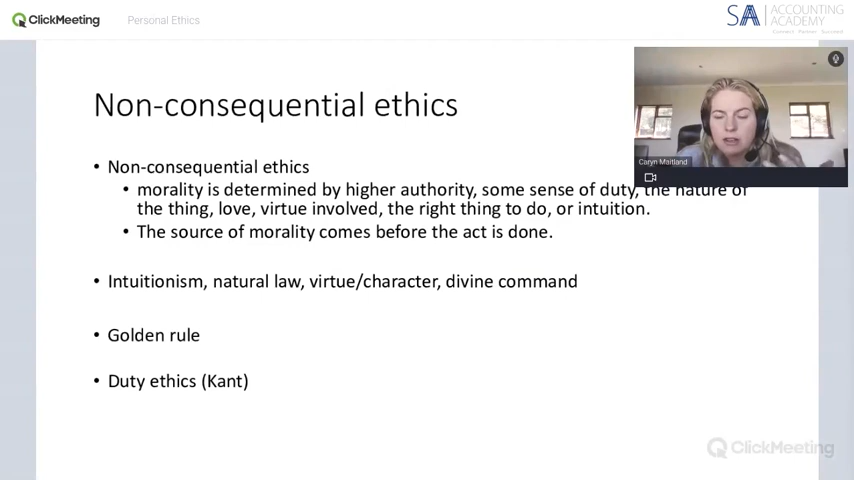 ClickMeeting
Personal Ethics
SAA ACCOUNTING
ACADEMY
Non-consequential ethics
Caryn Maitland
• Non-consequential ethics
• morality is determined by higher authority, some sense of duty, the nature of
the thing, love, virtue involved, the right thing to do, or intuition.
• The source of morality comes before the act is done.
• Intuitionism, natural law, virtue/character, divine command
• Golden rule
• Duty ethics (Kant)
ClickMeeting